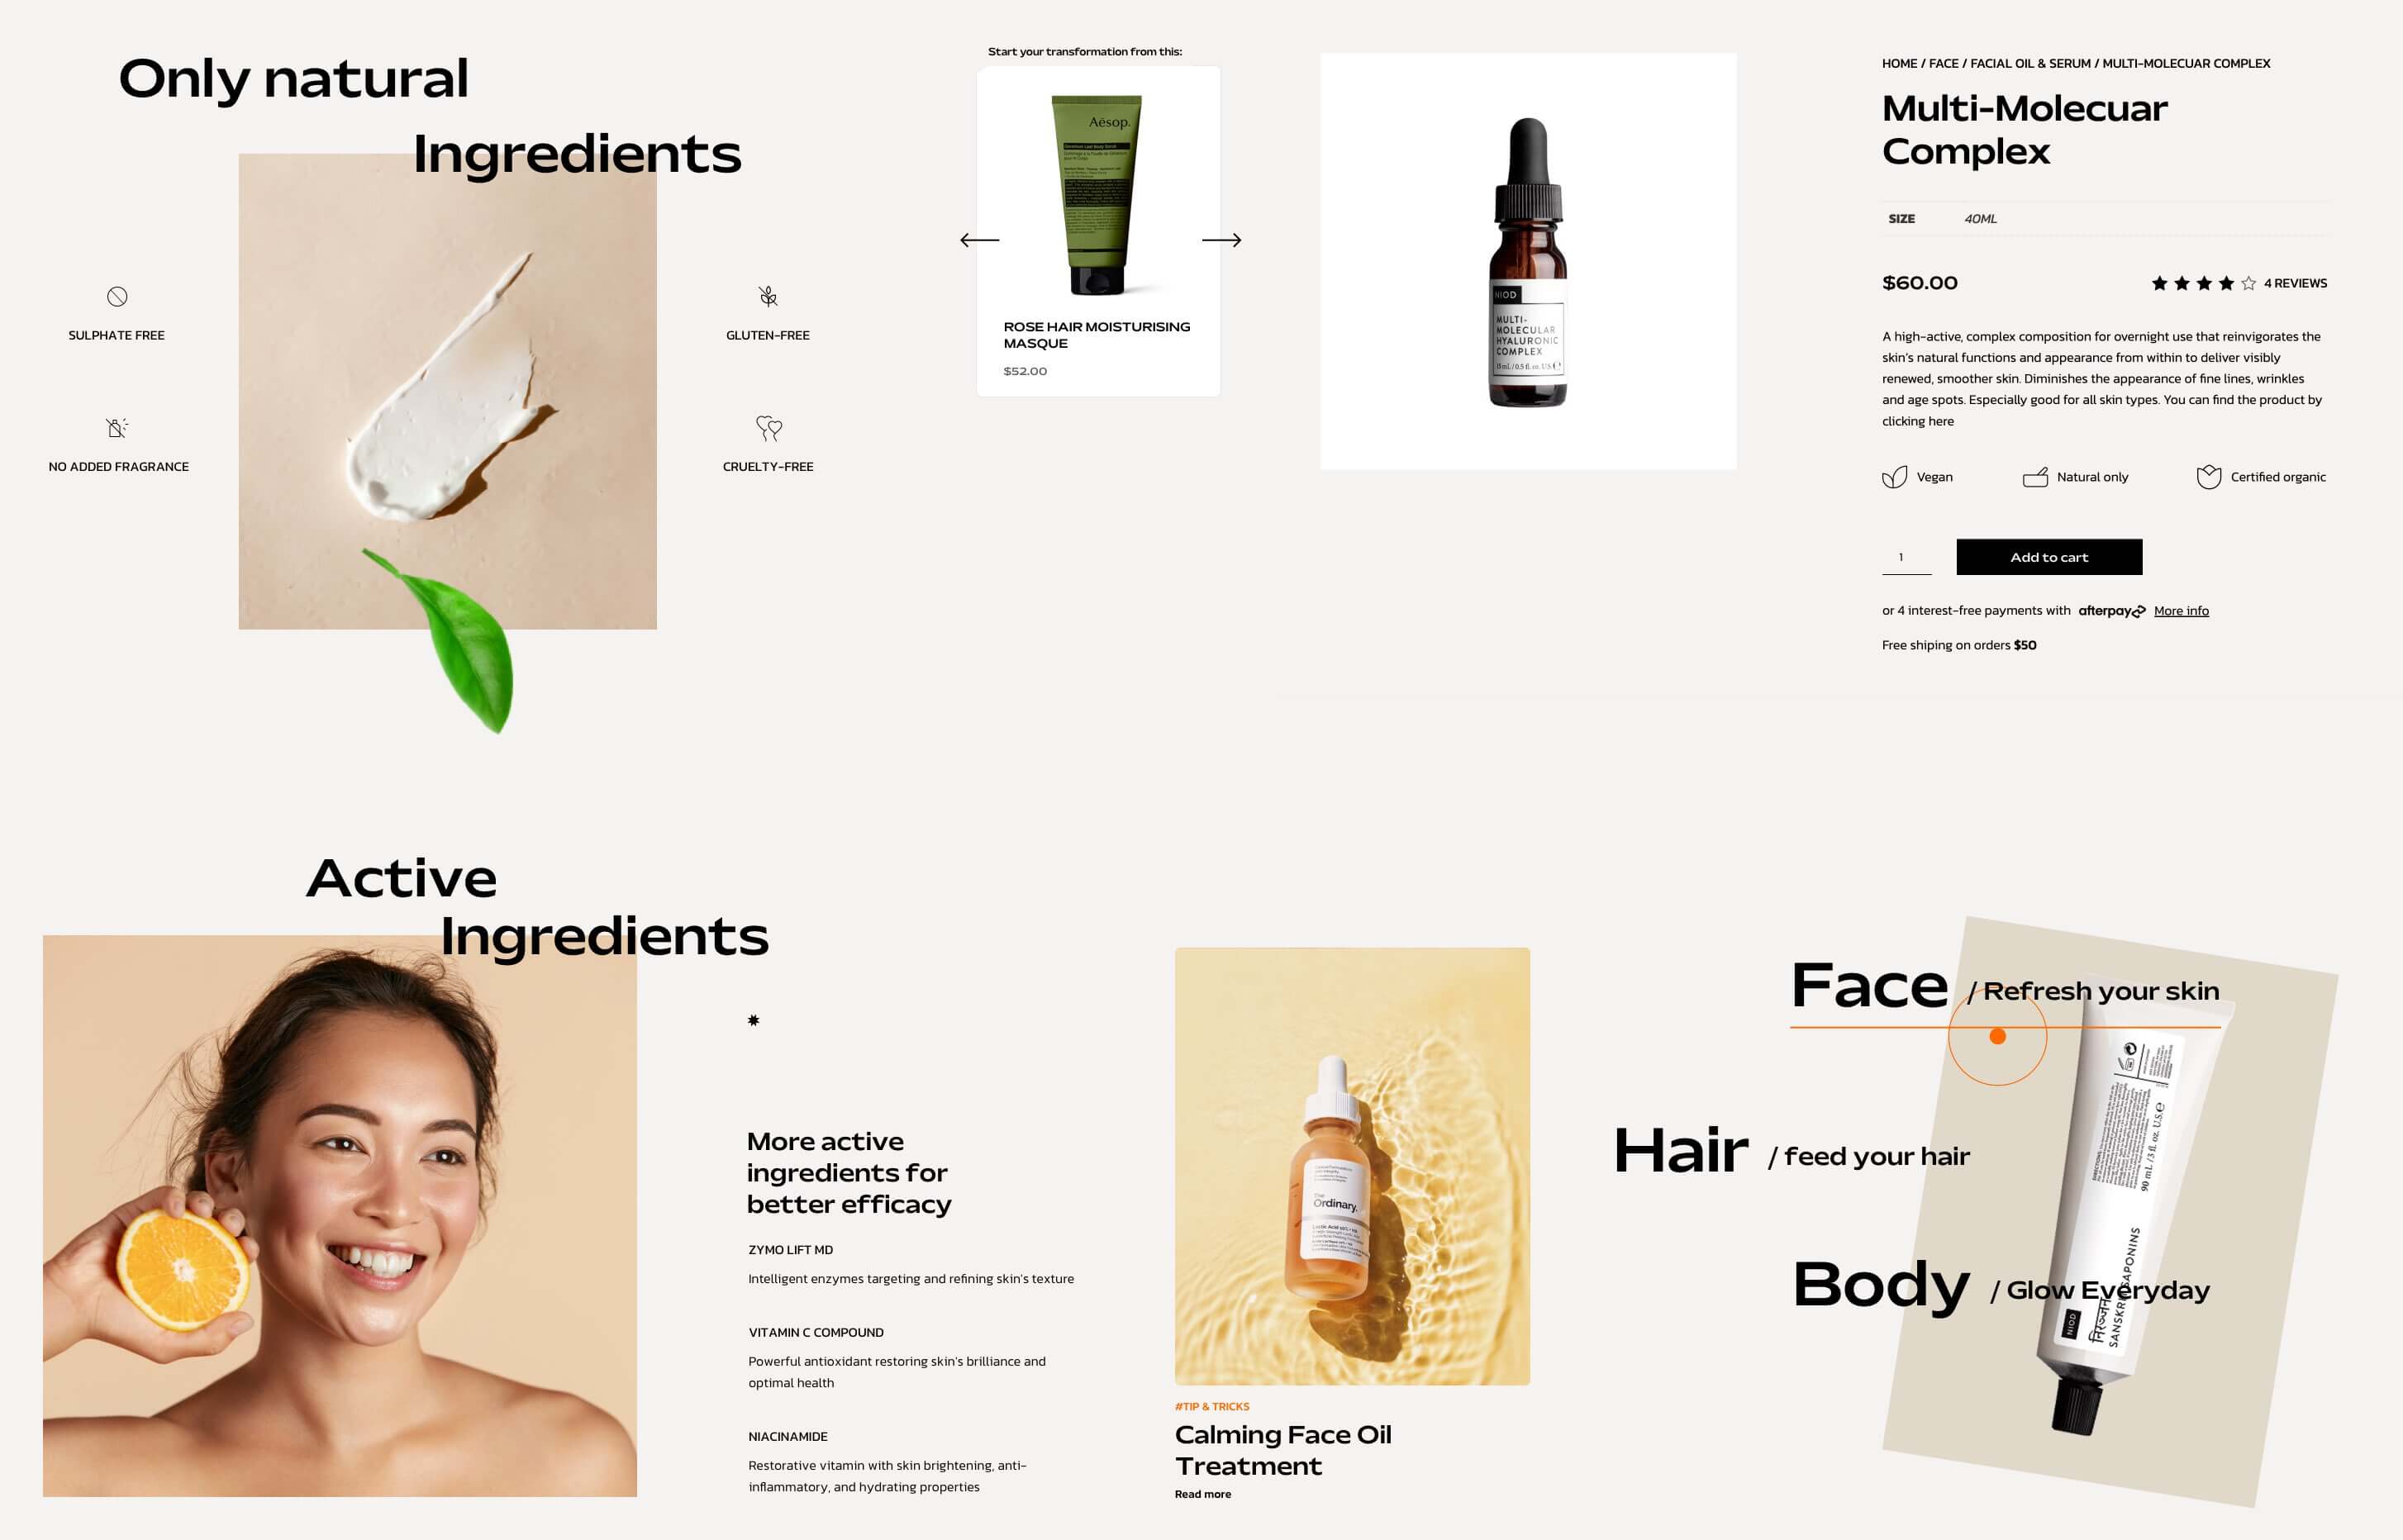 Only natural
Ingredients
SULPHATE FREE
GLUTEN-FREE
NO ADDED FRAGRANCE
CRUELTY-FREE
Start your transformation from this:
Aēsop.
ROSE HAIR MOISTURISING
MASQUE
$52.00
NIOD
MULTI-
MOLECULAR
HYALURONIC
COMPLEX
15 mL / 0.5 fl. oz. U.S. ℮
HOME / FACE / FACIAL OIL & SERUM / MULTI-MOLECUAR COMPLEX
Multi-Molecuar
Complex
SIZE 40ML
$60.00
4 REVIEWS
A high-active, complex composition for overnight use that reinvigorates the
skin's natural functions and appearance from within to deliver visibly
renewed, smoother skin. Diminishes the appearance of fine lines, wrinkles
and age spots. Especially good for all skin types. You can find the product by
clicking here
Vegan
Natural only
Certified organic
1
Add to cart
or 4 interest-free payments with afterpay More info
Free shiping on orders $50
Active
Ingredients
More active
ingredients for
better efficacy
ZYMO LIFT MD
Intelligent enzymes targeting and refining skin's texture
VITAMIN C COMPOUND
Powerful antioxidant restoring skin's brilliance and
optimal health
NIACINAMIDE
Restorative vitamin with skin brightening, anti-
inflammatory, and hydrating properties
The
Ordinary.
#TIP & TRICKS
Calming Face Oil
Treatment
Read more
Face / Refresh your skin
Hair / feed your hair
Body / Glow Everyday
90 mL / 3 fl. oz. U.S. ℮
SAPONINS
NIOD